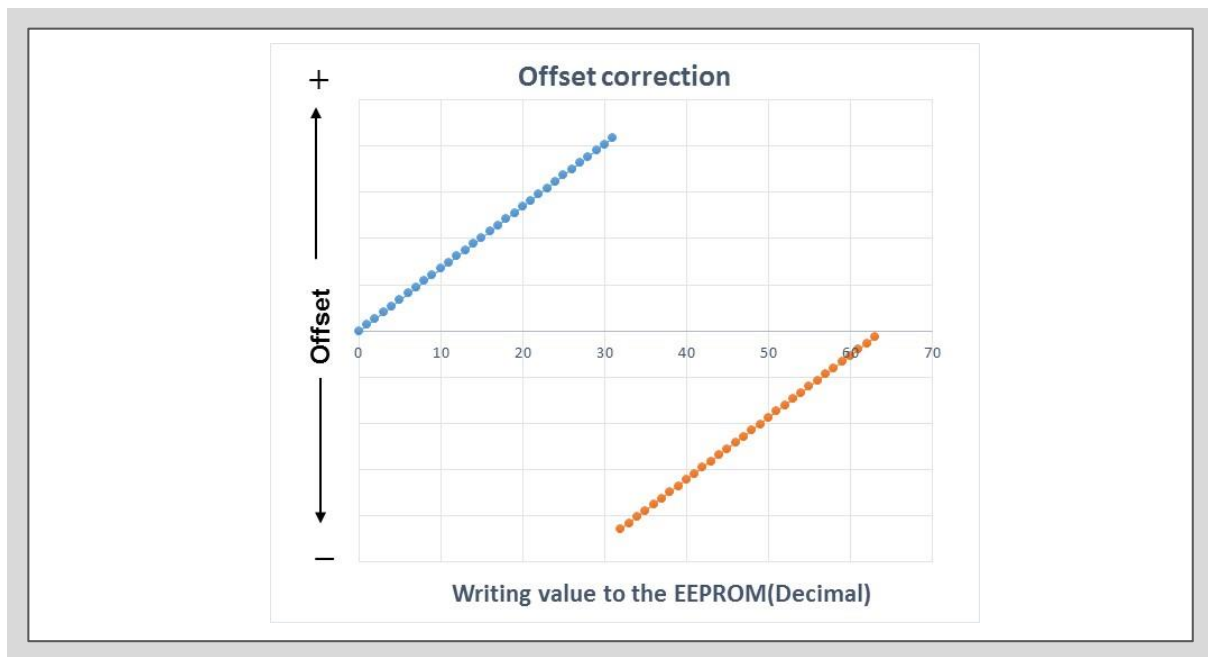 Offset correction
+
Offset
−
0 10 20 30 40 50 60 70
Writing value to the EEPROM(Decimal)